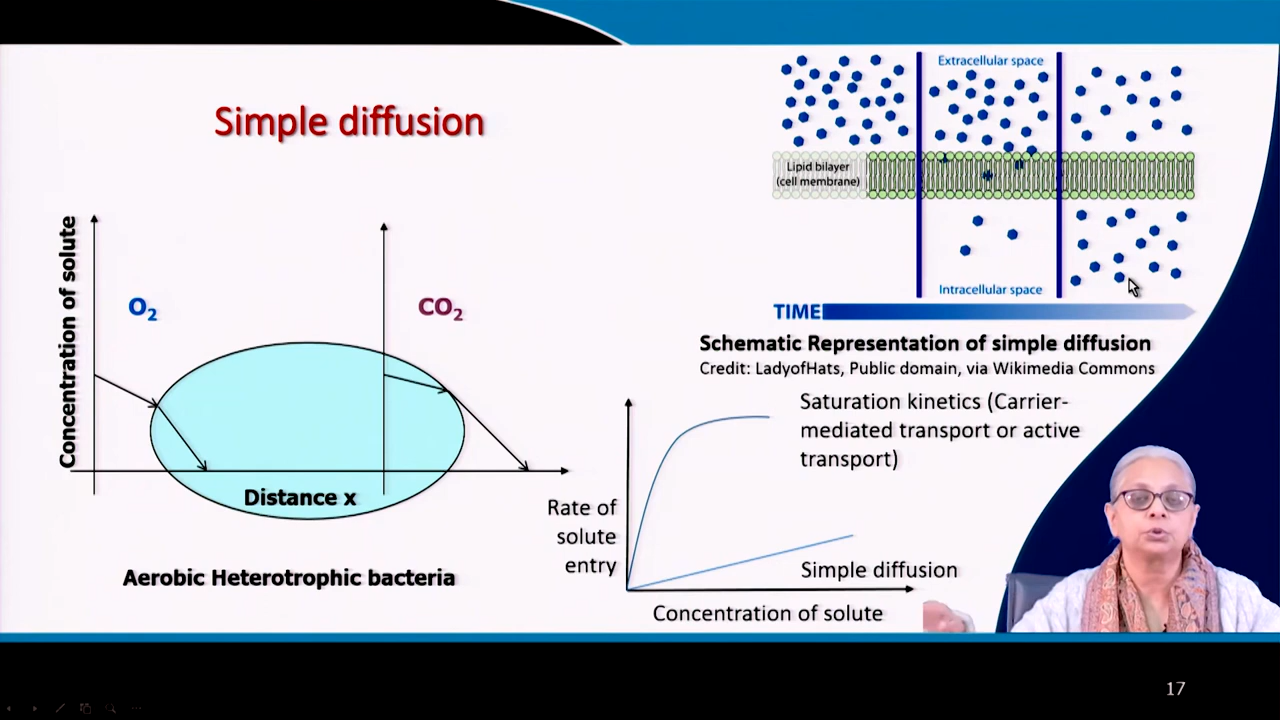 Simple diffusion
Extracellular space
Lipid bilayer
(cell membrane)
Intracellular space
TIME
Schematic Representation of simple diffusion
Credit: LadyofHats, Public domain, via Wikimedia Commons
Concentration of solute
O2
CO2
Distance x
Aerobic Heterotrophic bacteria
Saturation kinetics (Carrier-
mediated transport or active
transport)
Rate of
solute
entry
Simple diffusion
Concentration of solute
17